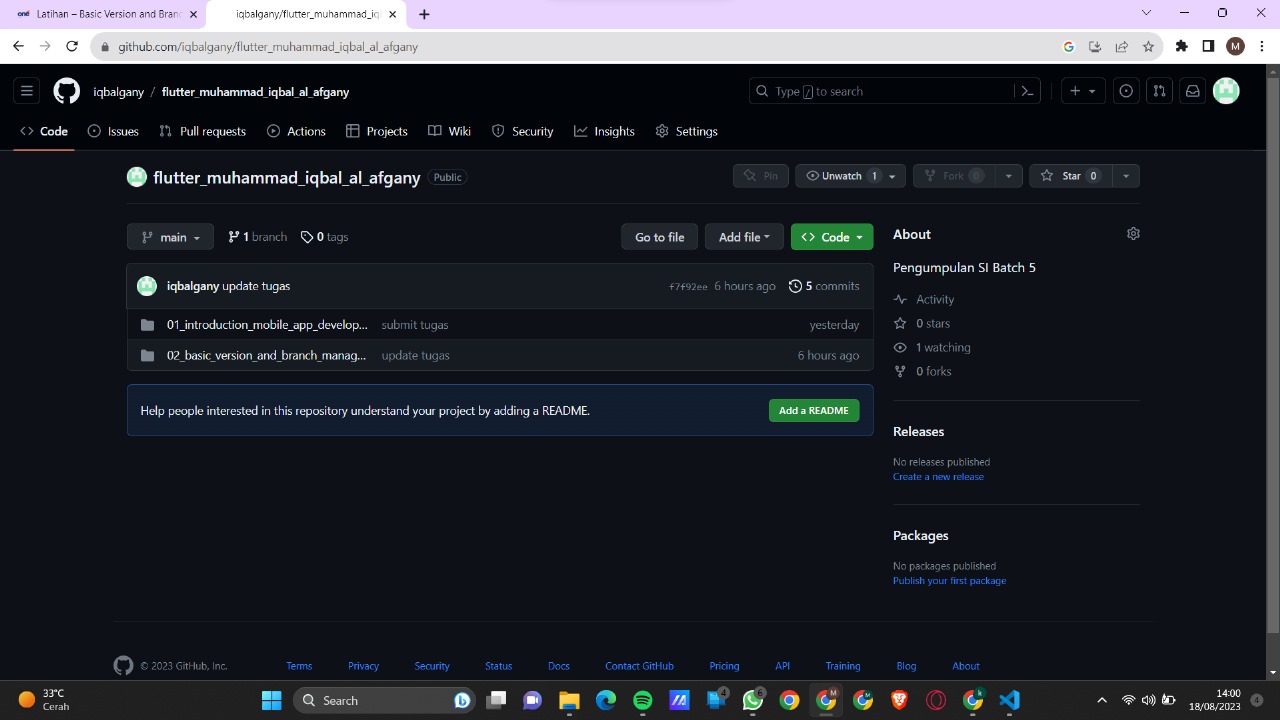 Latihan – Basic Version and Branc
iqbalgany/flutter_muhammad_iqb
github.com/iqbalgany/flutter_muhammad_iqbal_al_afgany
M
iqbalgany / flutter_muhammad_iqbal_al_afgany
Type / to search
Code
Issues
Pull requests
Actions
Projects
Wiki
Security
Insights
Settings
flutter_muhammad_iqbal_al_afgany
Public
Pin
Unwatch 1
Fork 0
Star 0
main
1 branch
0 tags
Go to file
Add file
Code
iqbalgany update tugas
f7f92ee 6 hours ago
5 commits
01_introduction_mobile_app_develop...
submit tugas
yesterday
02_basic_version_and_branch_manag...
update tugas
6 hours ago
Help people interested in this repository understand your project by adding a README.
Add a README
About
Pengumpulan SI Batch 5
Activity
0 stars
1 watching
0 forks
Releases
No releases published
Create a new release
Packages
No packages published
Publish your first package
© 2023 GitHub, Inc.
Terms
Privacy
Security
Status
Docs
Contact GitHub
Pricing
API
Training
Blog
About
33°C
Cerah
Search
4
6
M
M
k
14:00
18/08/2023
4